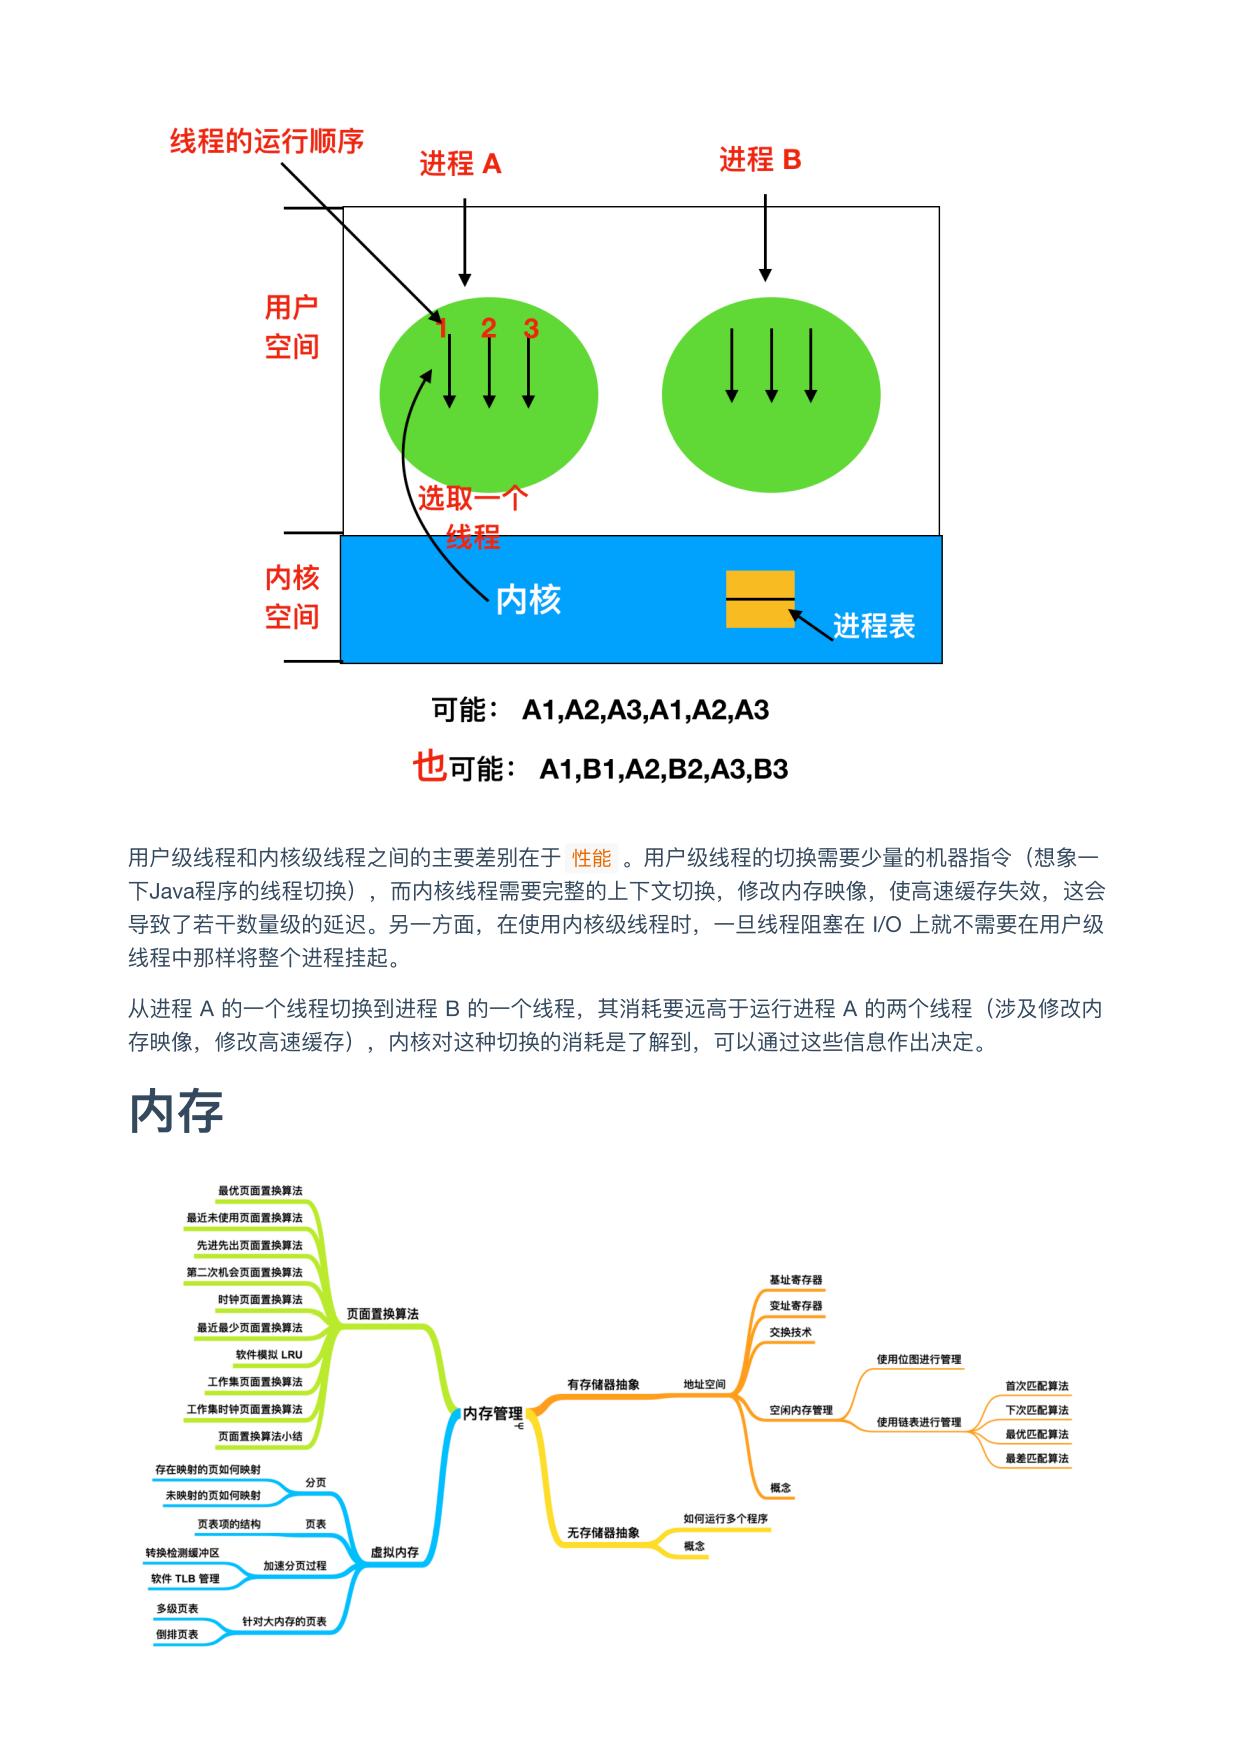 线程的运行顺序
进程 A
进程 B
用户
空间
1 2 3
选取一个
线程
内核
空间
内核
进程表
可能： A1,A2,A3,A1,A2,A3
也可能： A1,B1,A2,B2,A3,B3
用户级线程和内核级线程之间的主要差别在于 性能 。用户级线程的切换需要少量的机器指令（想象一
下Java程序的线程切换），而内核线程需要完整的上下文切换，修改内存映像，使高速缓存失效，这会
导致了若干数量级的延迟。另一方面，在使用内核级线程时，一旦线程阻塞在 I/O 上就不需要在用户级
线程中那样将整个进程挂起。
从进程 A 的一个线程切换到进程 B 的一个线程，其消耗要远高于运行进程 A 的两个线程（涉及修改内
存映像，修改高速缓存），内核对这种切换的消耗是了解到，可以通过这些信息作出决定。
内存
最优页面置换算法
最近未使用页面置换算法
先进先出页面置换算法
第二次机会页面置换算法
时钟页面置换算法
最近最少页面置换算法
软件模拟 LRU
工作集页面置换算法
工作集时钟页面置换算法
页面置换算法小结
页面置换算法
存在映射的页如何映射
未映射的页如何映射
分页
页表项的结构
页表
转换检测缓冲区
软件 TLB 管理
加速分页过程
多级页表
倒排页表
针对大内存的页表
虚拟内存
内存管理
有存储器抽象
地址空间
基址寄存器
变址寄存器
交换技术
空闲内存管理
使用位图进行管理
使用链表进行管理
首次匹配算法
下次匹配算法
最优匹配算法
最差匹配算法
概念
无存储器抽象
如何运行多个程序
概念